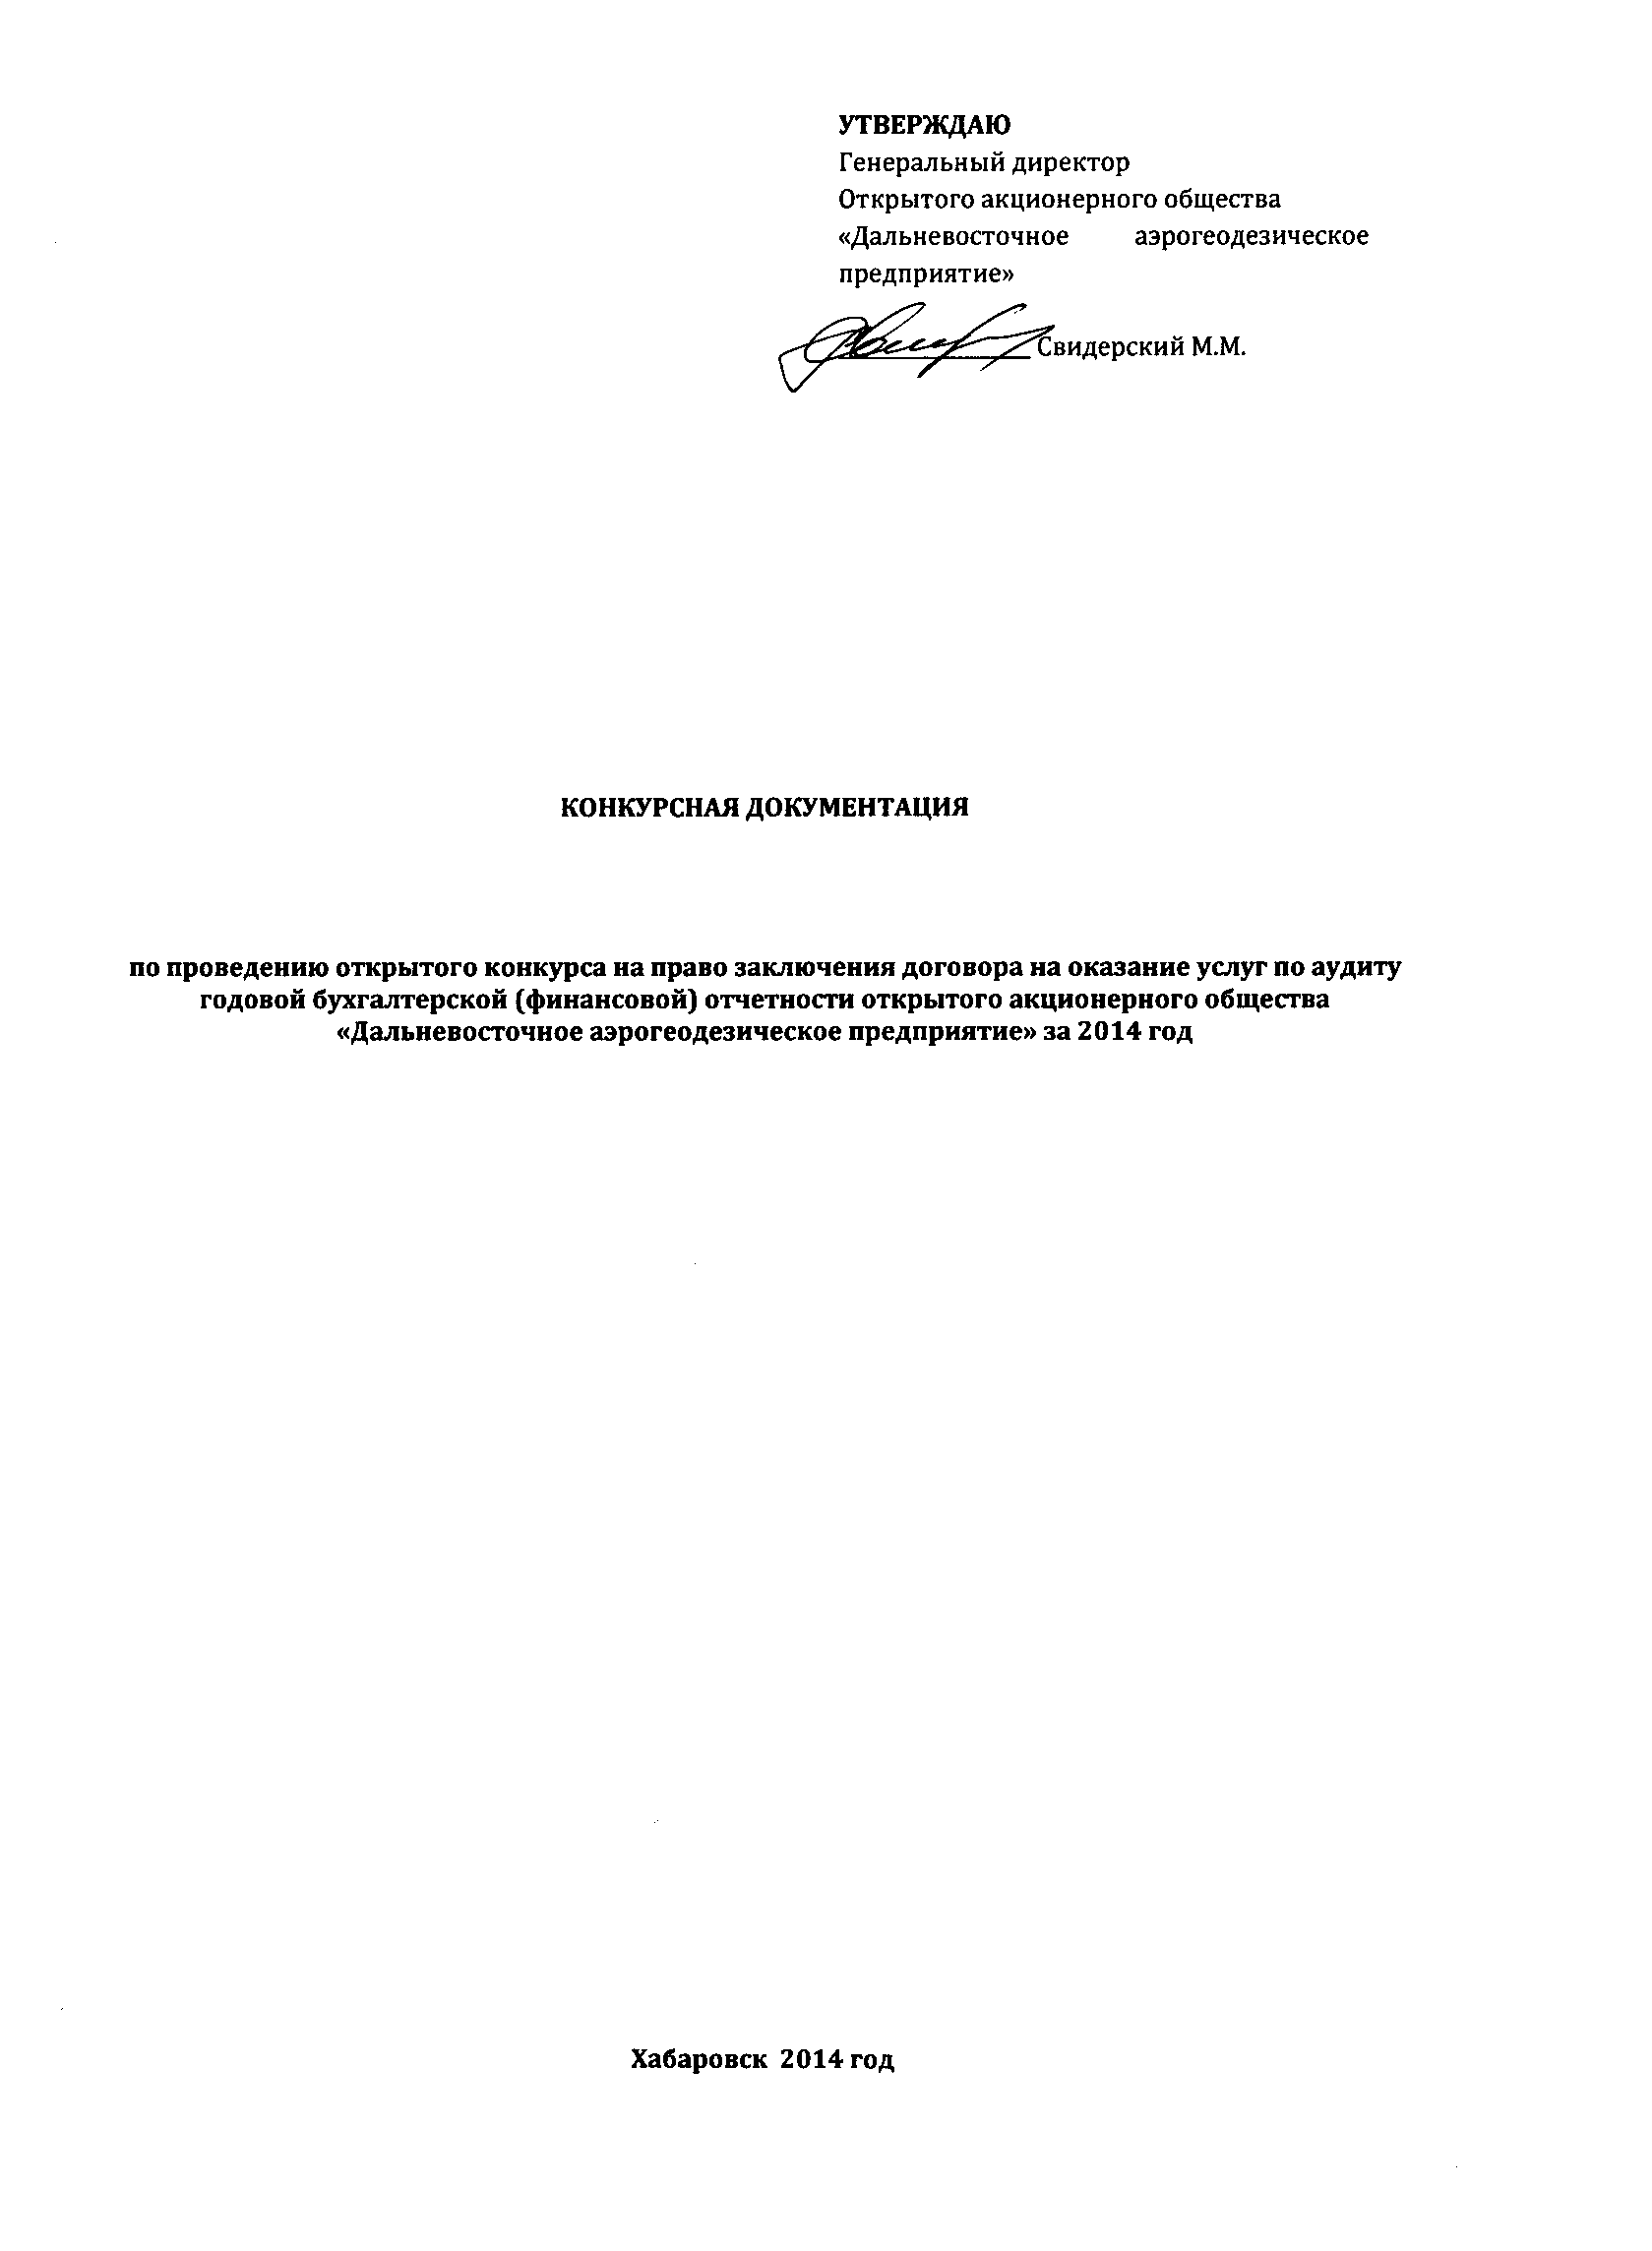 УТВЕРЖДАЮ
Генеральный директор
Открытого акционерного общества
«Дальневосточное аэрогеодезическое
предприятие»
Свидерский М.М.
КОНКУРСНАЯ ДОКУМЕНТАЦИЯ
по проведению открытого конкурса на право заключения договора на оказание услуг по аудиту
годовой бухгалтерской (финансовой) отчетности открытого акционерного общества
«Дальневосточное аэрогеодезическое предприятие» за 2014 год
Хабаровск 2014 год